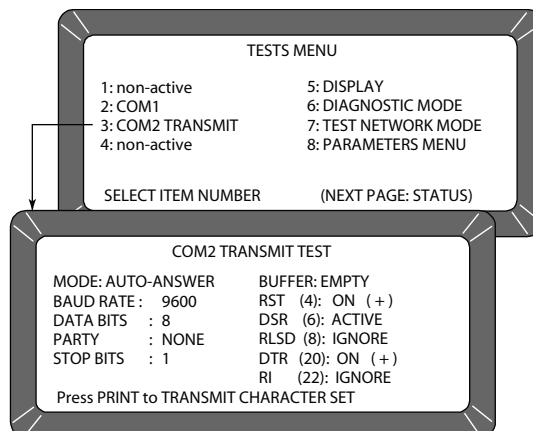 TESTS MENU
1: non-active
2: COM1
3: COM2 TRANSMIT
4: non-active
5: DISPLAY
6: DIAGNOSTIC MODE
7: TEST NETWORK MODE
8: PARAMETERS MENU
SELECT ITEM NUMBER (NEXT PAGE: STATUS)
COM2 TRANSMIT TEST
MODE: AUTO-ANSWER
BAUD RATE : 9600
DATA BITS : 8
PARTY : NONE
STOP BITS : 1
BUFFER: EMPTY
RST (4): ON ( + )
DSR (6): ACTIVE
RLSD (8): IGNORE
DTR (20): ON ( + )
RI (22): IGNORE
Press PRINT to TRANSMIT CHARACTER SET